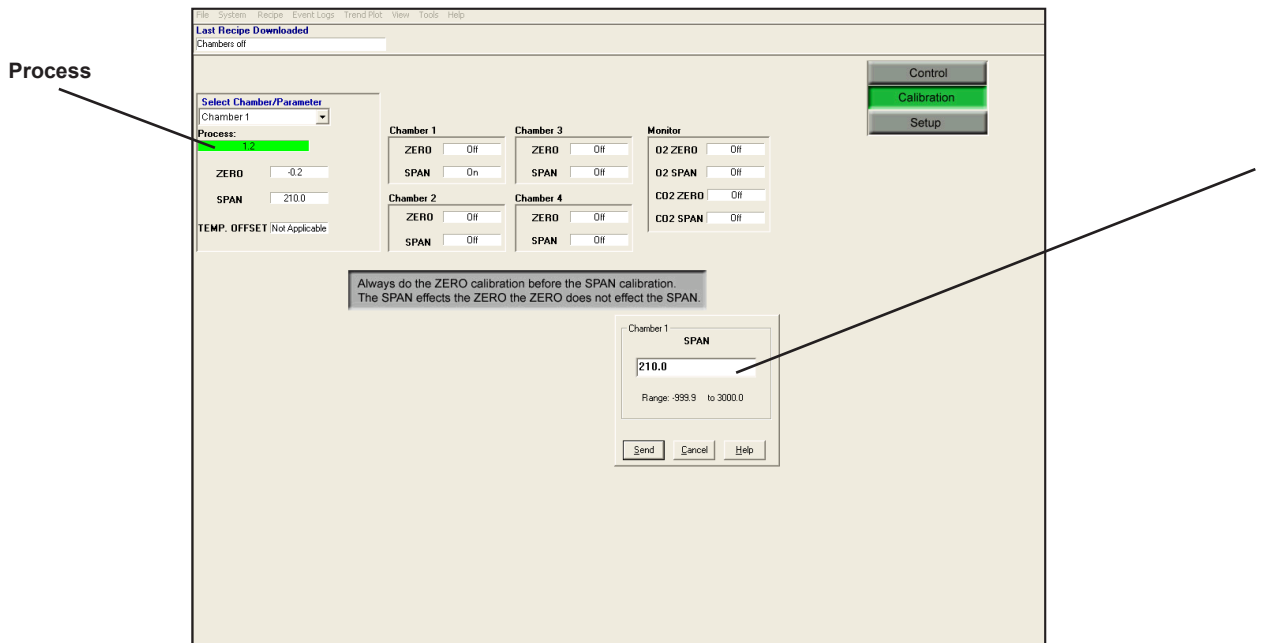 File System Recipe Event Logs Trend Plot View Tools Help
Last Recipe Downloaded
Chambers off
Process
Control
Calibration
Setup
Select Chamber/Parameter
Chamber 1
Process:
1.2
ZERO -0.2
SPAN 210.0
TEMP. OFFSET Not Applicable
Chamber 1
ZERO Off
SPAN On
Chamber 2
ZERO Off
SPAN Off
Chamber 3
ZERO Off
SPAN Off
Chamber 4
ZERO Off
SPAN Off
Monitor
O2 ZERO Off
O2 SPAN Off
CO2 ZERO Off
CO2 SPAN Off
Always do the ZERO calibration before the SPAN calibration.
The SPAN effects the ZERO the ZERO does not effect the SPAN.
Chamber 1
SPAN
210.0
Range: -999.9 to 3000.0
Send Cancel Help